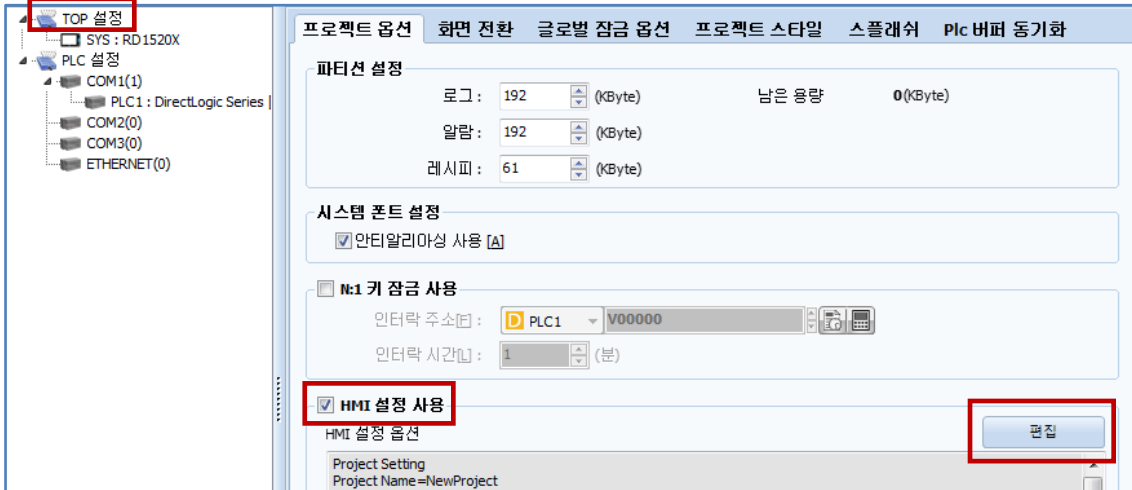 TOP 설정
SYS : RD1520X
PLC 설정
COM1(1)
PLC1 : DirectLogic Series |
COM2(0)
COM3(0)
ETHERNET(0)
프로젝트 옵션 화면 전환 글로벌 잠금 옵션 프로젝트 스타일 스플래쉬 Plc 버퍼 동기화
파티션 설정
로그 : 192 (KByte) 남은 용량 0(KByte)
알람 : 192 (KByte)
레시피 : 61 (KByte)
시스템 폰트 설정
안티알리아싱 사용 [A]
N:1 키 잠금 사용
인터락 주소[F] : D PLC1 V00000
인터락 시간[L] : 1 (분)
HMI 설정 사용
편집
HMI 설정 옵션
Project Setting
Project Name=NewProject